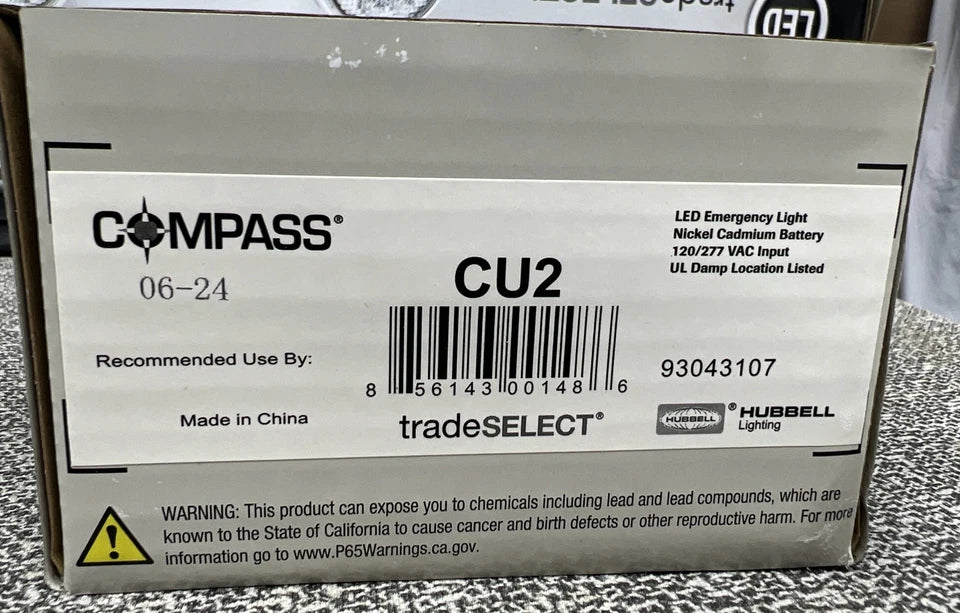 tradeSELECT
LED
COMPASS®
06-24
Recommended Use By:
Made in China
CU2
8 56143 00148 6
tradeSELECT®
LED Emergency Light
Nickel Cadmium Battery
120/277 VAC Input
UL Damp Location Listed
93043107
HUBBELL ® HUBBELL
Lighting
WARNING: This product can expose you to chemicals including lead and lead compounds, which are
known to the State of California to cause cancer and birth defects or other reproductive harm. For more
information go to www.P65Warnings.ca.gov.